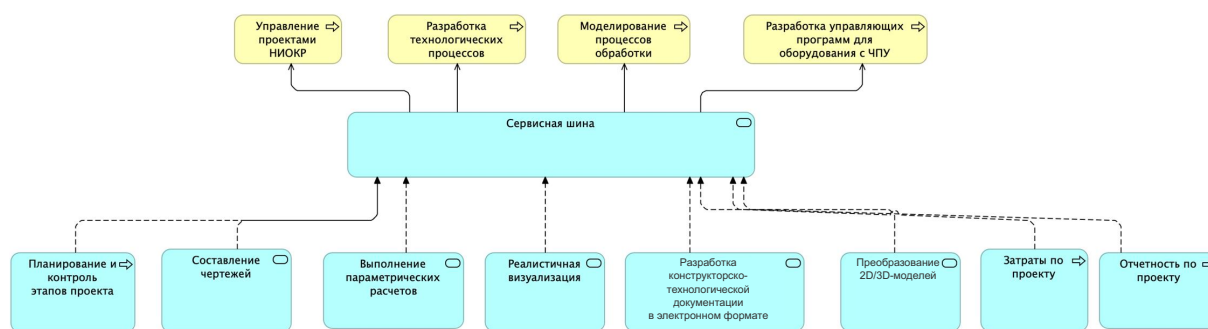 Управление
проектами
НИОКР
Разработка
технологических
процессов
Моделирование
процессов
обработки
Разработка управляющих
программ для
оборудования с ЧПУ
Сервисная шина
Планирование и
контроль
этапов проекта
Составление
чертежей
Выполнение
параметрических
расчетов
Реалистичная
визуализация
Разработка
конструкторско-
технологической
документации
в электронном формате
Преобразование
2D/3D-моделей
Затраты по
проекту
Отчетность по
проекту